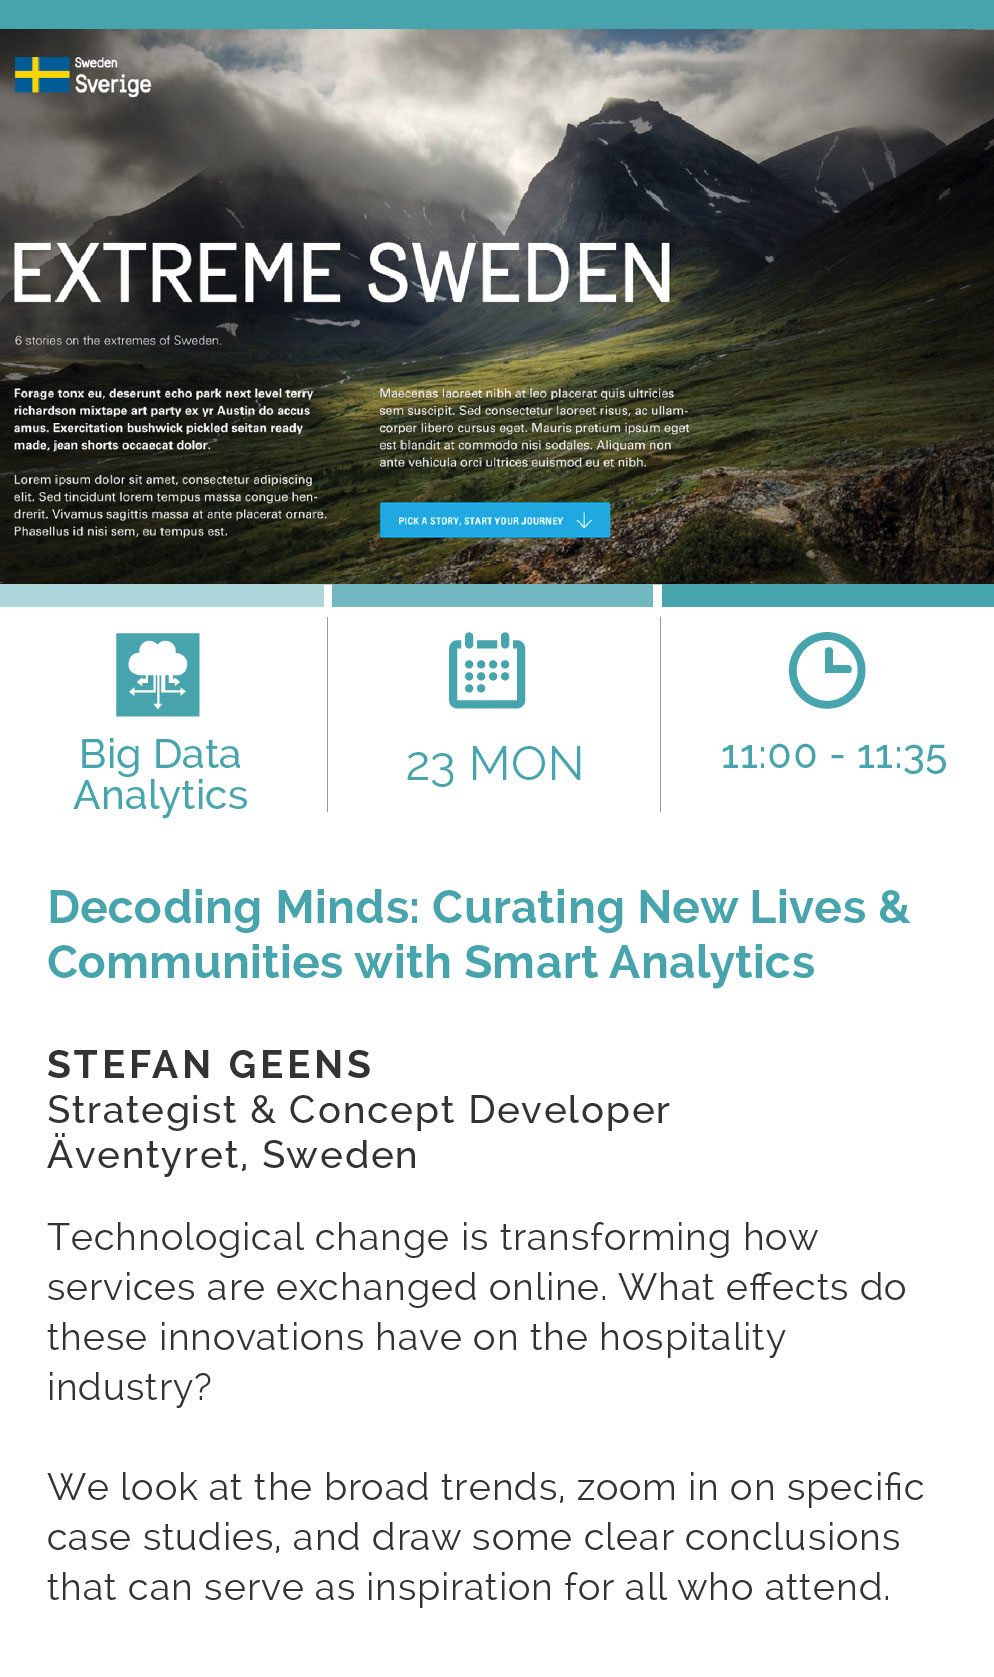 Sweden
Sverige
EXTREME SWEDEN
6 stories on the extremes of Sweden.
Forage tonx eu, deserunt echo park next level terry
richardson mixtape art party ex yr Austin do accus
amus. Exercitation bushwick pickled seitan ready
made, jean shorts occaecat dolor.
Lorem ipsum dolor sit amet, consectetur adipiscing
elit. Sed tincidunt lorem tempus massa congue hen-
drerit. Vivamus sagittis massa at ante placerat ornare.
Phasellus id nisi sem, eu tempus est.
Maecenas laoreet nibh at leo placerat quis ultricies
sem suscipit. Sed consectetur laoreet risus, ac ullam-
corper libero cursus eget. Mauris pretium ipsum eget
est blandit at commodo nisi sodales. Aliquam non
ante vehicula orci ultrices euismod eu et nibh.
PICK A STORY, START YOUR JOURNEY
Big Data
Analytics
23 MON
11:00 - 11:35
Decoding Minds: Curating New Lives &
Communities with Smart Analytics
STEFAN GEENS
Strategist & Concept Developer
Äventyret, Sweden
Technological change is transforming how
services are exchanged online. What effects do
these innovations have on the hospitality
industry?
We look at the broad trends, zoom in on specific
case studies, and draw some clear conclusions
that can serve as inspiration for all who attend.